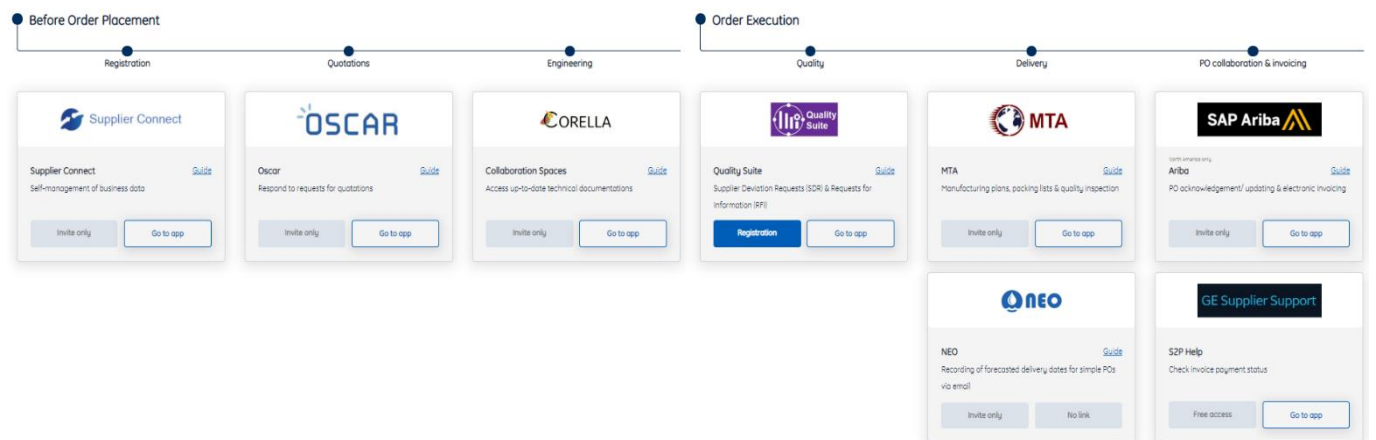 Before Order Placement
Order Execution
Registration
Quotations
Engineering
Quality
Delivery
PO collaboration & invoicing
Supplier Connect
Supplier Connect
Guide
Self-management of business data
Invite only
Go to app
OSCAR
Oscar
Guide
Respond to requests for quotations
Invite only
Go to app
CORELLA
Collaboration Spaces
Guide
Access up-to-date technical documentations
Invite only
Go to app
Quality
Suite
Quality Suite
Guide
Supplier Deviation Requests (SDR) & Requests for
Information (RFI)
Registration
Go to app
MTA
MTA
Guide
Manufacturing plans, packing lists & quality inspection
Invite only
Go to app
SAP Ariba
North America only
Ariba
Guide
PO acknowledgement/ updating & electronic invoicing
Invite only
Go to app
NEO
NEO
Guide
Recording of forecasted delivery dates for simple POs
via email
Invite only
No link
GE Supplier Support
S2P Help
Check invoice payment status
Free access
Go to app